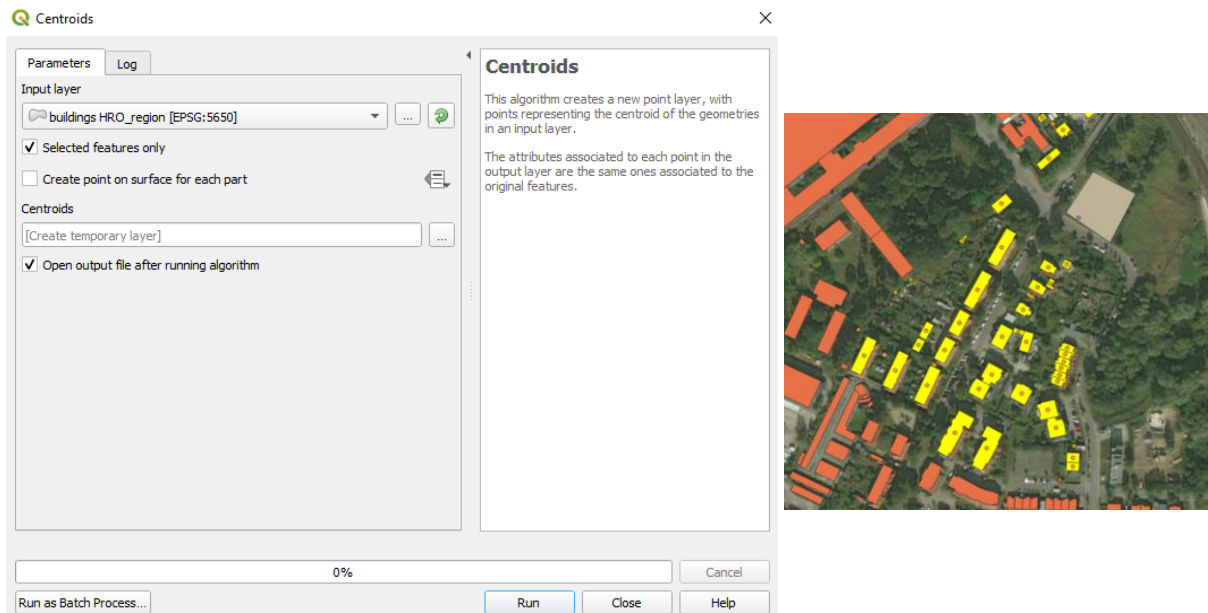 Centroids
Parameters
Log
Input layer
buildings HRO_region [EPSG:5650]
...
Selected features only
Create point on surface for each part
Centroids
[Create temporary layer]
...
Open output file after running algorithm
Centroids
This algorithm creates a new point layer, with
points representing the centroid of the geometries
in an input layer.
The attributes associated to each point in the
output layer are the same ones associated to the
original features.
0%
Cancel
Run as Batch Process...
Run
Close
Help